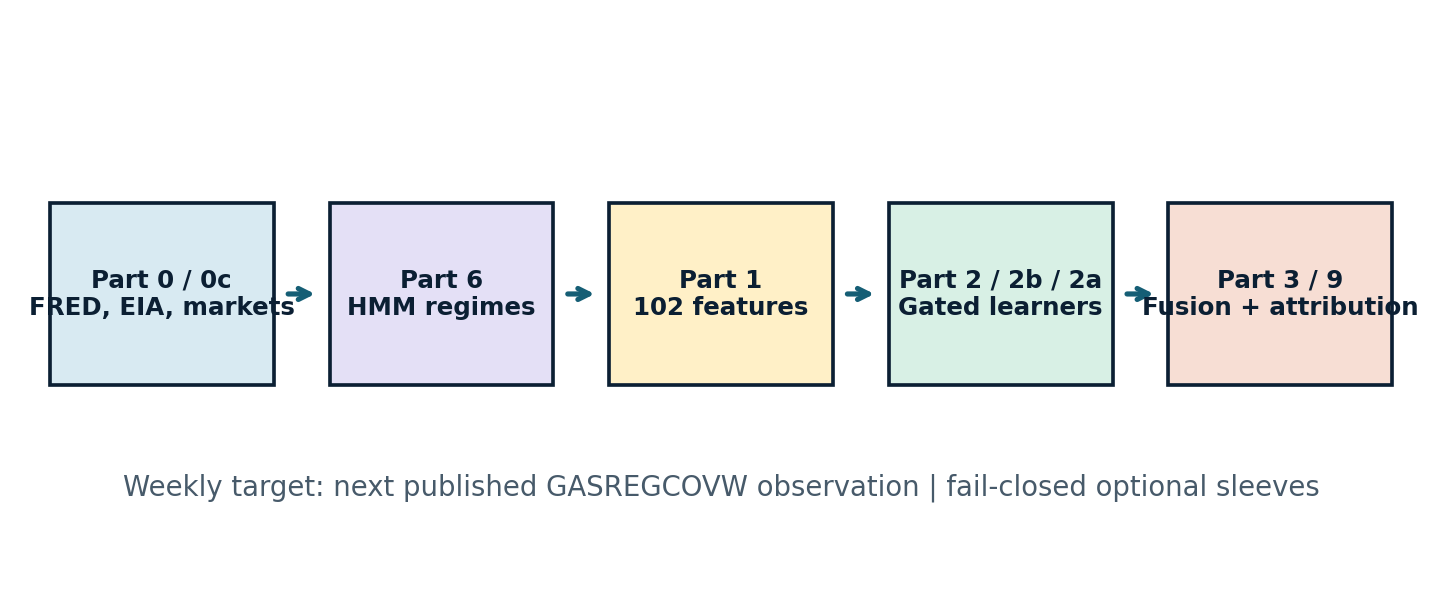 Part 0 / 0c
FRED, EIA, markets
Part 6
HMM regimes
Part 1
102 features
Part 2 / 2b / 2a
Gated learners
Part 3 / 9
Fusion + attribution
Weekly target: next published GASREGCOVW observation | fail-closed optional sleeves